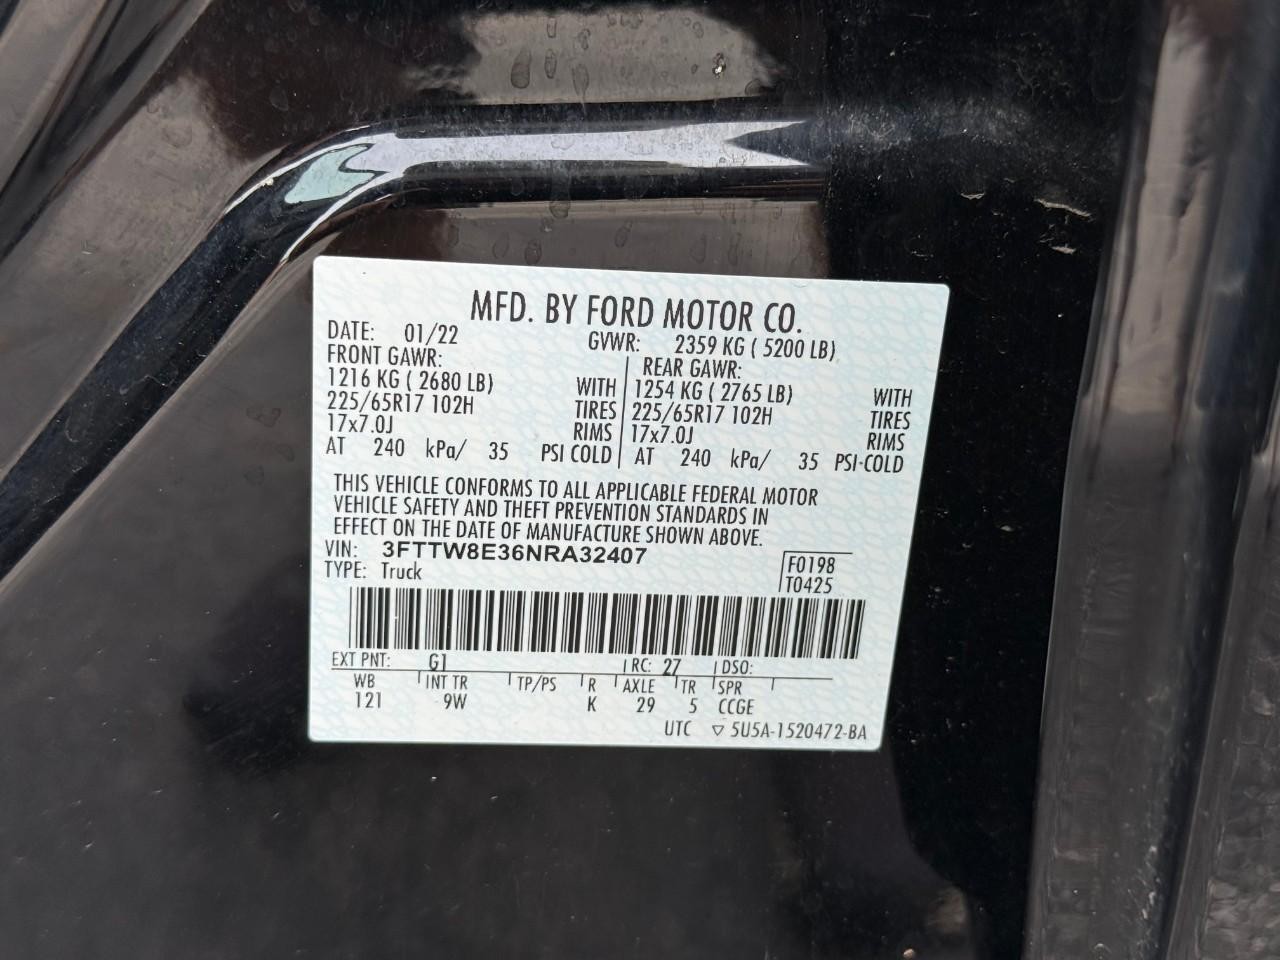 MFD. BY FORD MOTOR CO.
DATE: 01/22 GVWR: 2359 KG ( 5200 LB)
FRONT GAWR: REAR GAWR:
1216 KG ( 2680 LB) WITH 1254 KG ( 2765 LB) WITH
225/65R17 102H TIRES 225/65R17 102H TIRES
17x7.0J RIMS 17x7.0J RIMS
AT 240 kPa/ 35 PSI COLD AT 240 kPa/ 35 PSI-COLD
THIS VEHICLE CONFORMS TO ALL APPLICABLE FEDERAL MOTOR
VEHICLE SAFETY AND THEFT PREVENTION STANDARDS IN
EFFECT ON THE DATE OF MANUFACTURE SHOWN ABOVE.
VIN: 3FTTW8E36NRA32407 F0198
TYPE: Truck T0425
EXT PNT: G1 RC: 27 DSO:
WB INT TR TP/PS R AXLE TR SPR
121 9W K 29 5 CCGE
UTC ▽ 5U5A-1520472-BA